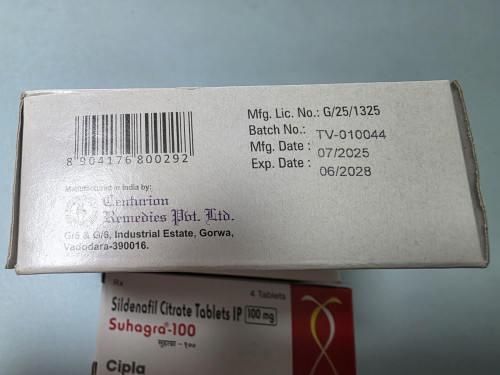 Mfg. Lic. No.: G/25/1325
Batch No.: TV-010044
Mfg. Date : 07/2025
Exp. Date : 06/2028
8 904176 800292
Manufactured in India by:
Centurion
Remedies Pvt. Ltd.
G/5 & G/6, Industrial Estate, Gorwa,
Vadodara-390016.
Rx
4 Tablets
Sildenafil Citrate Tablets IP 100 mg
Suhagra®-100
सुहाग्रा - १००
Cipla